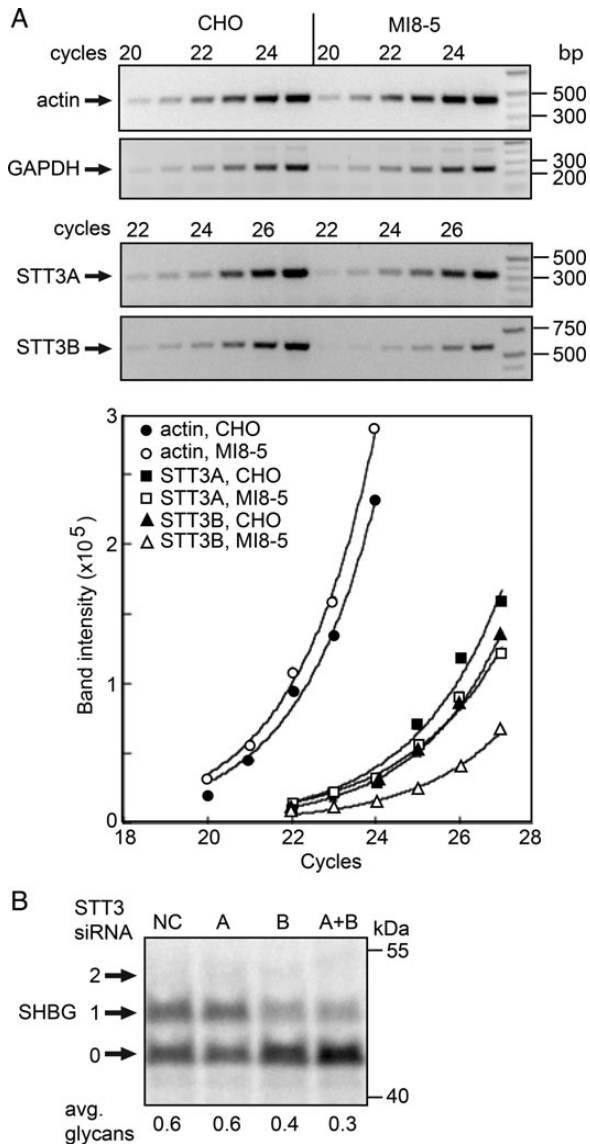 A
CHO MI8-5
cycles 20 22 24 20 22 24 bp
actin 500
300
GAPDH 300
200
cycles 22 24 26 22 24 26
STT3A 500
300
STT3B 750
500
3
2
1
0
Band intensity (x10⁵)
actin, CHO
actin, MI8-5
STT3A, CHO
STT3A, MI8-5
STT3B, CHO
STT3B, MI8-5
18 20 22 24 26 28
Cycles
B
STT3 siRNA NC A B A+B kDa
55
2
SHBG 1
0
40
avg. glycans 0.6 0.6 0.4 0.3